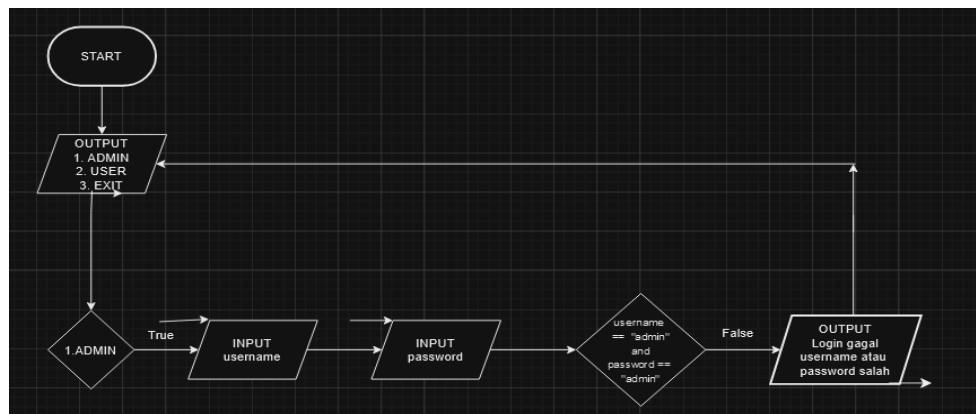 START
OUTPUT
1. ADMIN
2. USER
3. EXIT
1.ADMIN
True
INPUT
username
INPUT
password
username
== "admin"
and
password ==
"admin"
False
OUTPUT
Login gagal
username atau
password salah